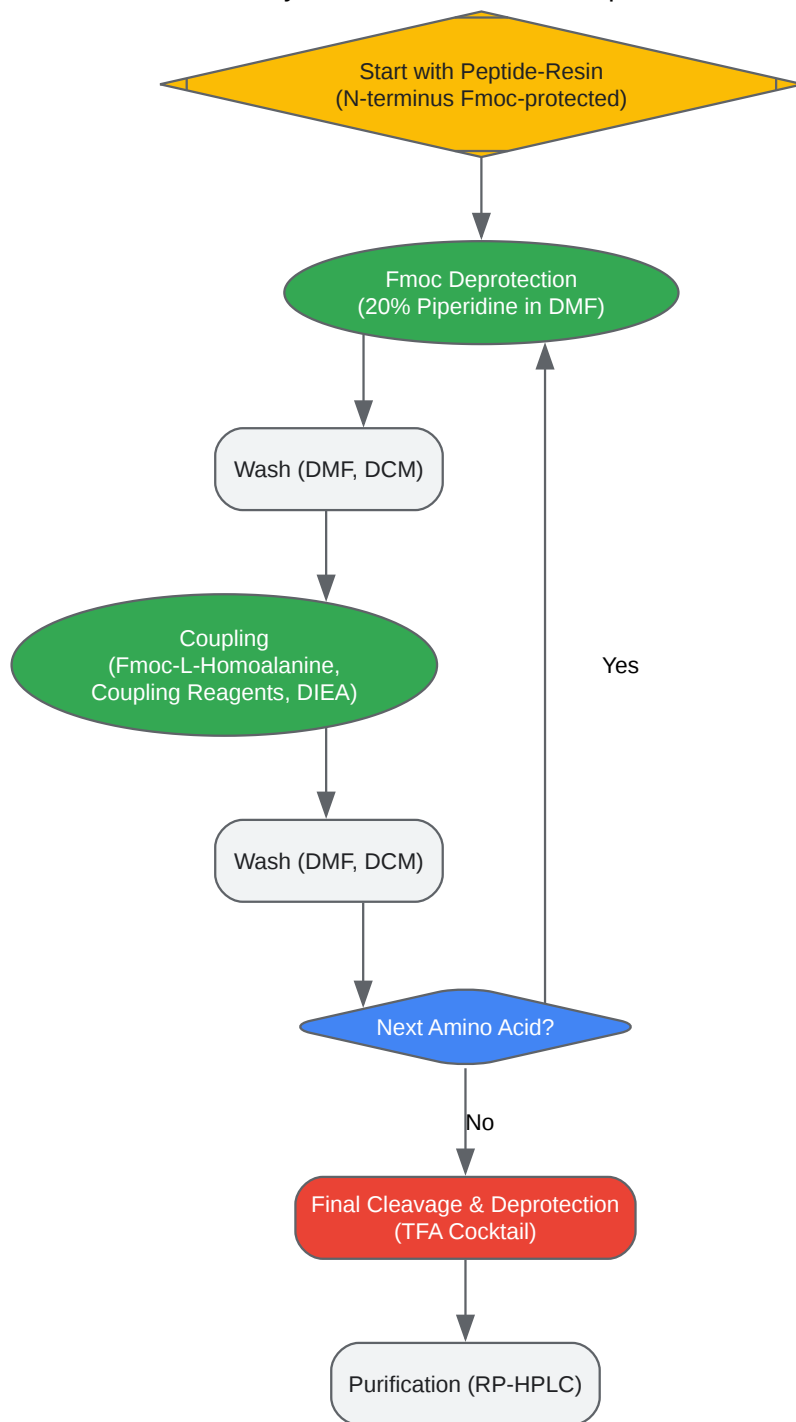 Start with Peptide-Resin
(N-terminus Fmoc-protected)
Fmoc Deprotection
(20% Piperidine in DMF)
Wash (DMF, DCM)
Coupling
(Fmoc-L-Homoalanine,
Coupling Reagents, DIEA)
Yes
Wash (DMF, DCM)
Next Amino Acid?
No
Final Cleavage & Deprotection
(TFA Cocktail)
Purification (RP-HPLC)